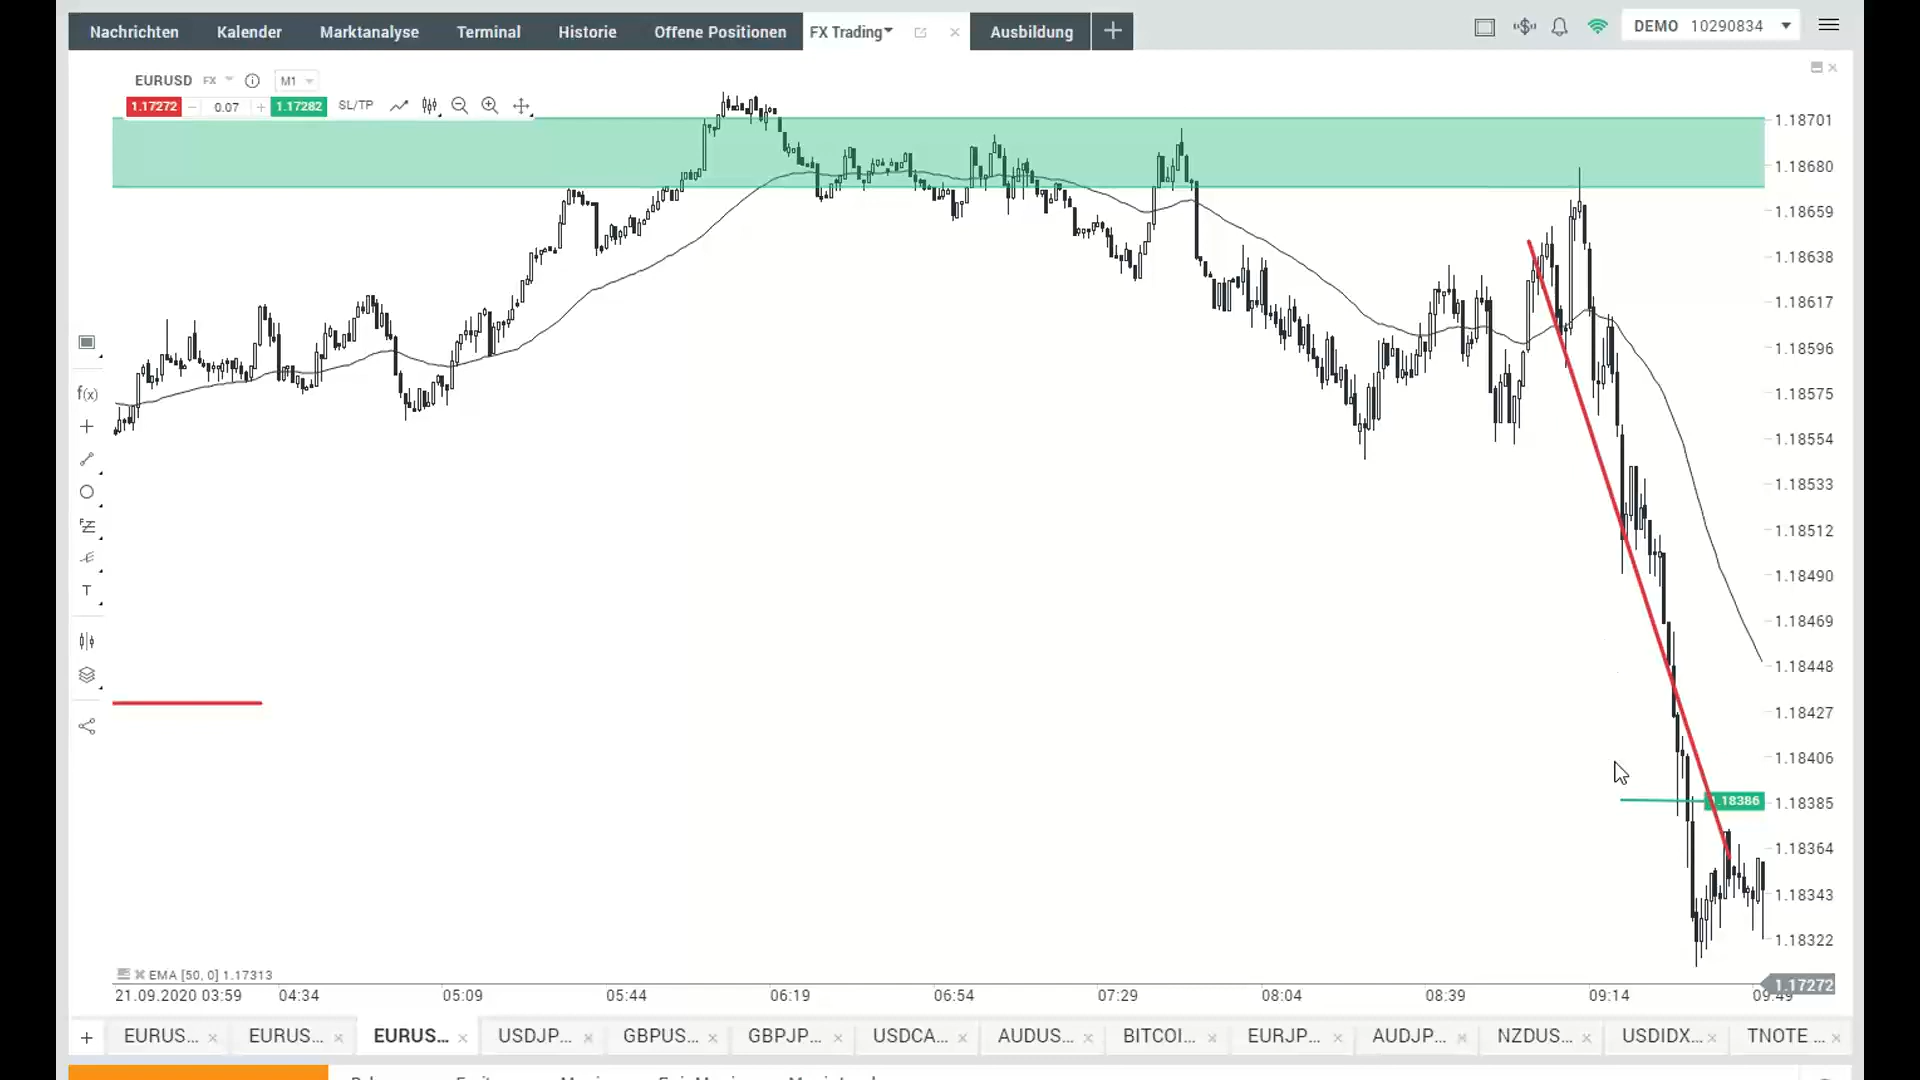 Nachrichten Kalender Marktanalyse Terminal Historie Offene Positionen FX Trading Ausbildung DEMO 10290834
EURUSD FX M1
1.17272 0.07 1.17282 SL/TP
1.18701
1.18680
1.18659
1.18638
1.18617
1.18596
1.18575
1.18554
1.18533
1.18512
1.18490
1.18469
1.18448
1.18427
1.18406
1.18386
1.18385
1.18364
1.18343
1.18322
1.17272
f(x)
T
EMA [50, 0] 1.17313
21.09.2020 03:59 04:34 05:09 05:44 06:19 06:54 07:29 08:04 08:39 09:14 09:49
EURUS... EURUS... EURUS... USDJP... GBPUS... GBPJP... USDCA... AUDUS... BITCOI... EURJP... AUDJP... NZDUS... USDIDX... TNOTE ...